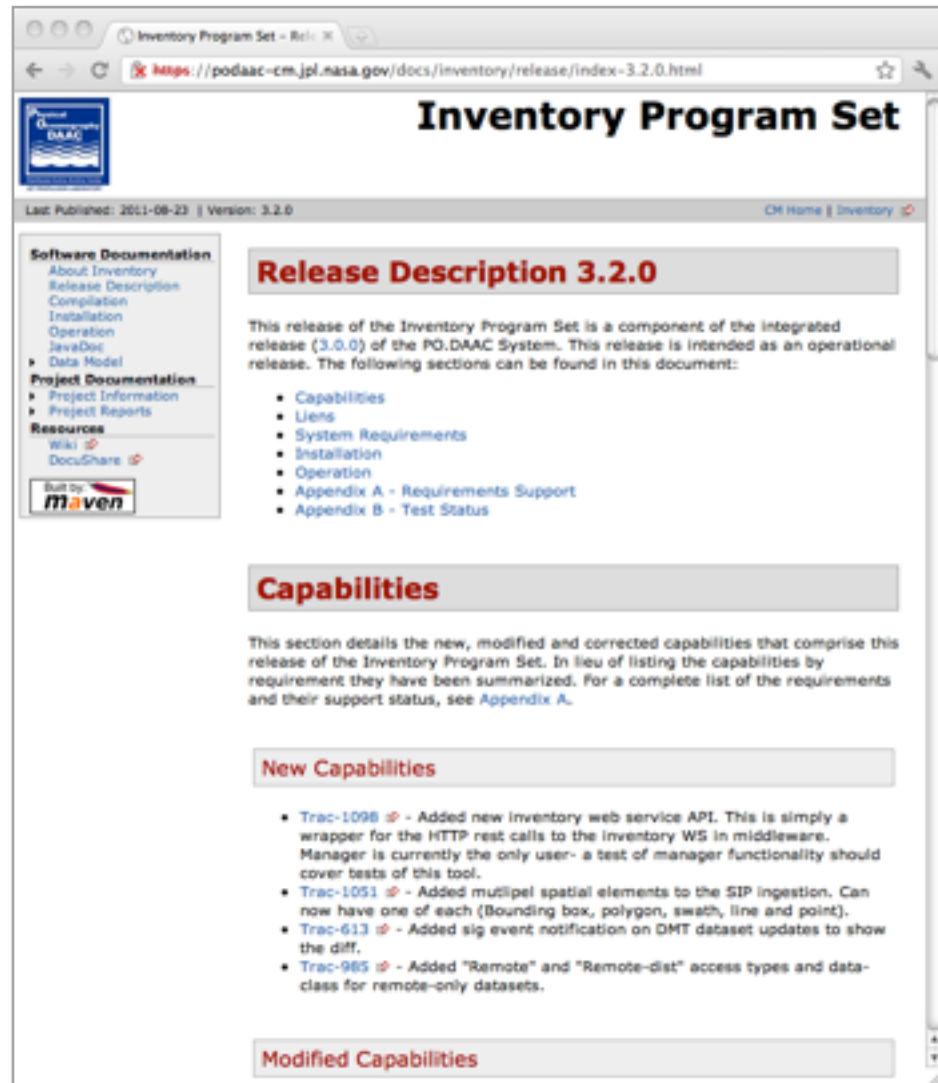 Inventory Program Set - Rele
https://podaac-cm.jpl.nasa.gov/docs/inventory/release/index-3.2.0.html
Physical
Oceanography
DAAC
Inventory Program Set
Last Published: 2011-08-23 | Version: 3.2.0
CM Home | Inventory
Software Documentation
About Inventory
Release Description
Compilation
Installation
Operation
JavaDoc
Data Model
Project Documentation
Project Information
Project Reports
Resources
Wiki
DocuShare
Built by:
maven
Release Description 3.2.0
This release of the Inventory Program Set is a component of the integrated
release (3.0.0) of the PO.DAAC System. This release is intended as an operational
release. The following sections can be found in this document:
• Capabilities
• Liens
• System Requirements
• Installation
• Operation
• Appendix A - Requirements Support
• Appendix B - Test Status
Capabilities
This section details the new, modified and corrected capabilities that comprise this
release of the Inventory Program Set. In lieu of listing the capabilities by
requirement they have been summarized. For a complete list of the requirements
and their support status, see Appendix A.
New Capabilities
• Trac-1098 - Added new inventory web service API. This is simply a
wrapper for the HTTP rest calls to the inventory WS in middleware.
Manager is currently the only user- a test of manager functionality should
cover tests of this tool.
• Trac-1051 - Added mutlipel spatial elements to the SIP ingestion. Can
now have one of each (Bounding box, polygon, swath, line and point).
• Trac-613 - Added sig event notification on DMT dataset updates to show
the diff.
• Trac-985 - Added "Remote" and "Remote-dist" access types and data-
class for remote-only datasets.
Modified Capabilities